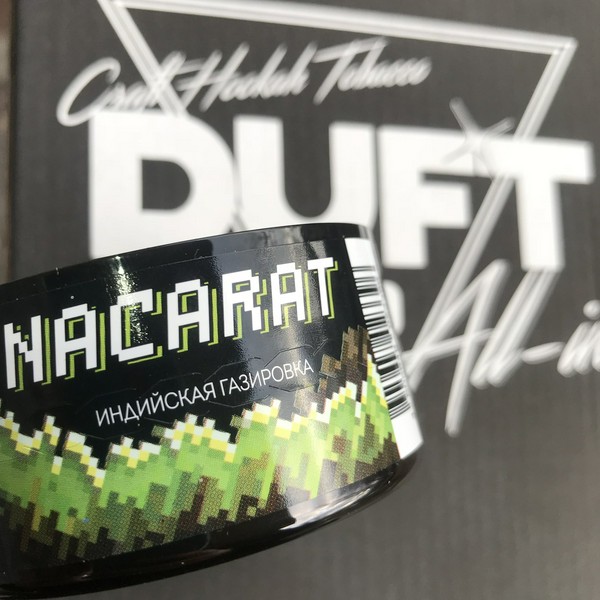 Craft Hookah Tobacco
DUFT
All-in
NACARAT
ИНДИЙСКАЯ ГАЗИРОВКА